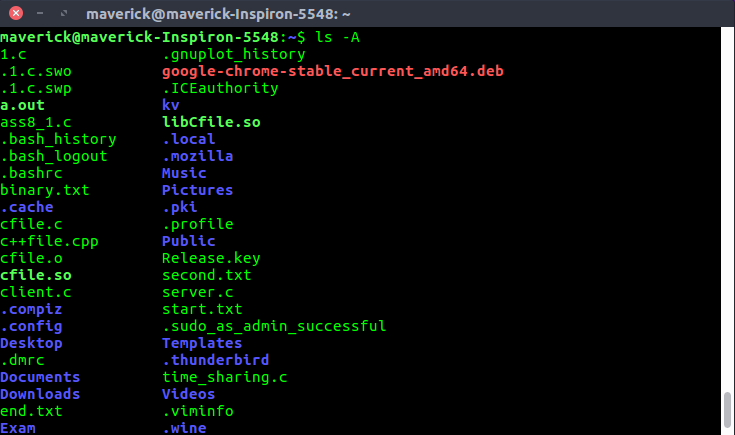 maverick@maverick-Inspiron-5548: ~
maverick@maverick-Inspiron-5548:~$ ls -A
1.c .gnuplot_history
.1.c.swo google-chrome-stable_current_amd64.deb
.1.c.swp .ICEauthority
a.out kv
ass8_1.c libCfile.so
.bash_history .local
.bash_logout .mozilla
.bashrc Music
binary.txt Pictures
.cache .pki
cfile.c .profile
c++file.cpp Public
cfile.o Release.key
cfile.so second.txt
client.c server.c
.compiz start.txt
.config .sudo_as_admin_successful
Desktop Templates
.dmrc .thunderbird
Documents time_sharing.c
Downloads Videos
end.txt .viminfo
Exam .wine